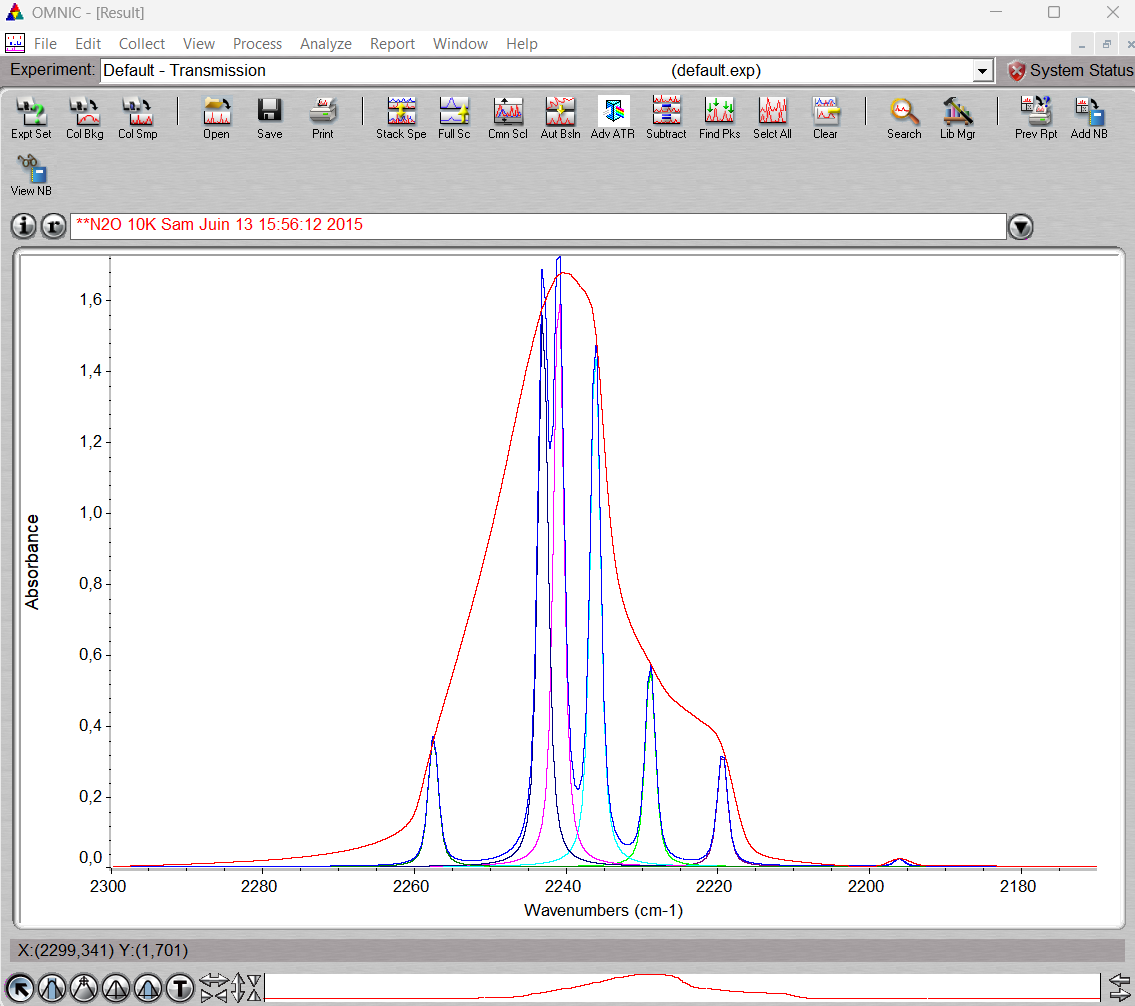 OMNIC - [Result]
File Edit Collect View Process Analyze Report Window Help
Experiment: Default - Transmission (default.exp) System Status
Expt Set Col Bkg Col Smp Open Save Print Stack Spe Full Sc Cmn Scl Aut Bsln Adv ATR Subtract Find Pks Selct All Clear Search Lib Mgr Prev Rpt Add NB
View NB
i r **N2O 10K Sam Juin 13 15:56:12 2015
1,6
1,4
1,2
1,0
0,8
0,6
0,4
0,2
0,0
Absorbance
2300 2280 2260 2240 2220 2200 2180
Wavenumbers (cm-1)
X:(2299,341) Y:(1,701)
T